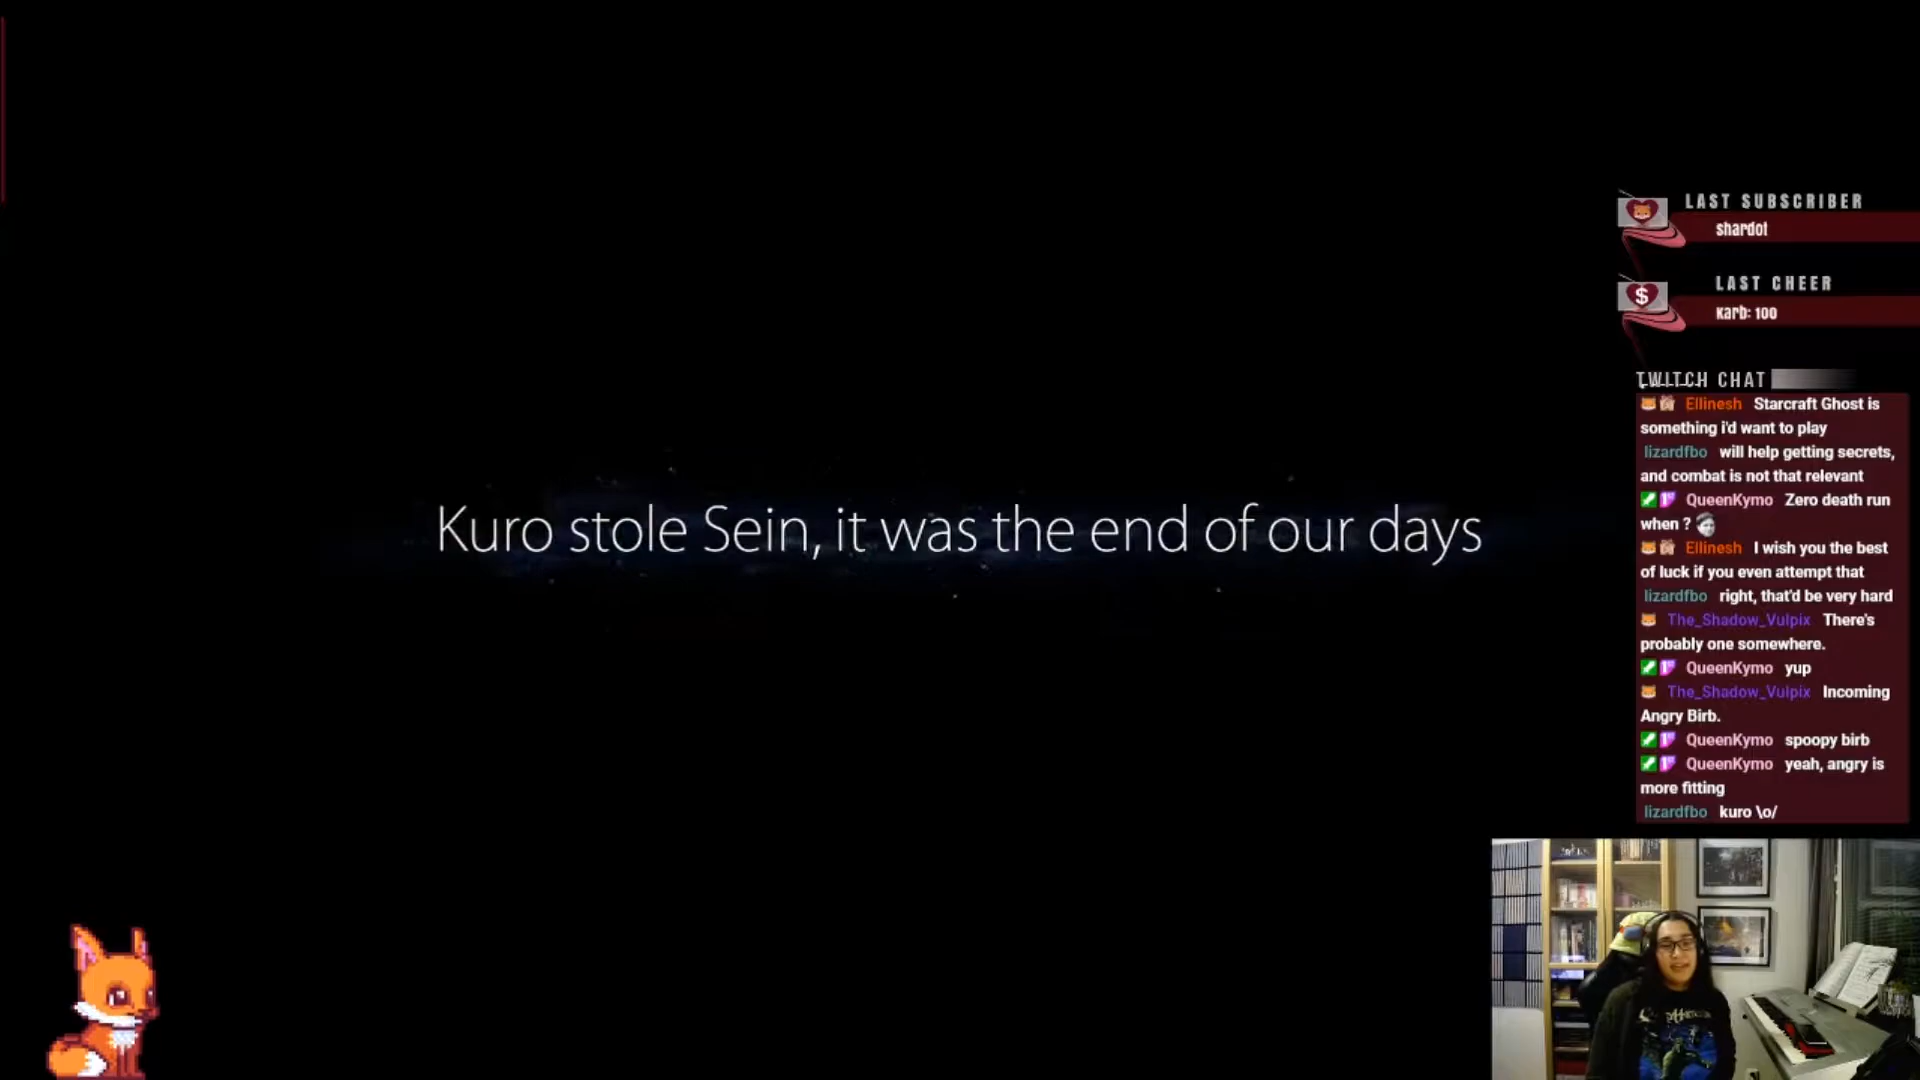 Kuro stole Sein, it was the end of our days
LAST SUBSCRIBER
shardot
$
LAST CHEER
Karb: 100
TWITCH CHAT
Ellinesh Starcraft Ghost is
something i'd want to play
lizardfbo will help getting secrets,
and combat is not that relevant
QueenKymo Zero death run
when ?
Ellinesh I wish you the best
of luck if you even attempt that
lizardfbo right, that'd be very hard
The_Shadow_Vulpix There's
probably one somewhere.
QueenKymo yup
The_Shadow_Vulpix Incoming
Angry Birb.
QueenKymo spoopy birb
QueenKymo yeah, angry is
more fitting
lizardfbo kuro \o/